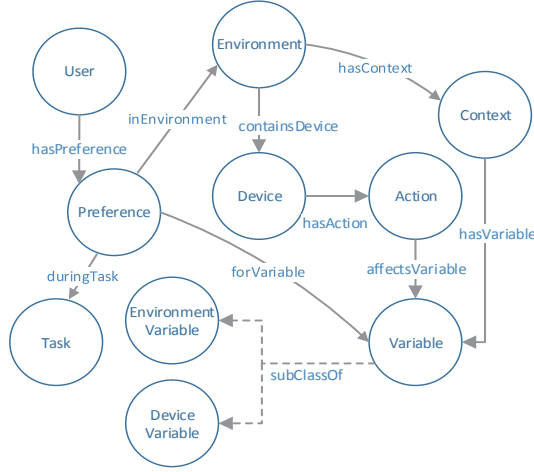 Environment
User
hasContext
Context
inEnvironment
containsDevice
hasPreference
Device
Action
Preference
hasAction
hasVariable
duringTask
forVariable
affectsVariable
Environment
Variable
Task
Variable
subClassOf
Device
Variable